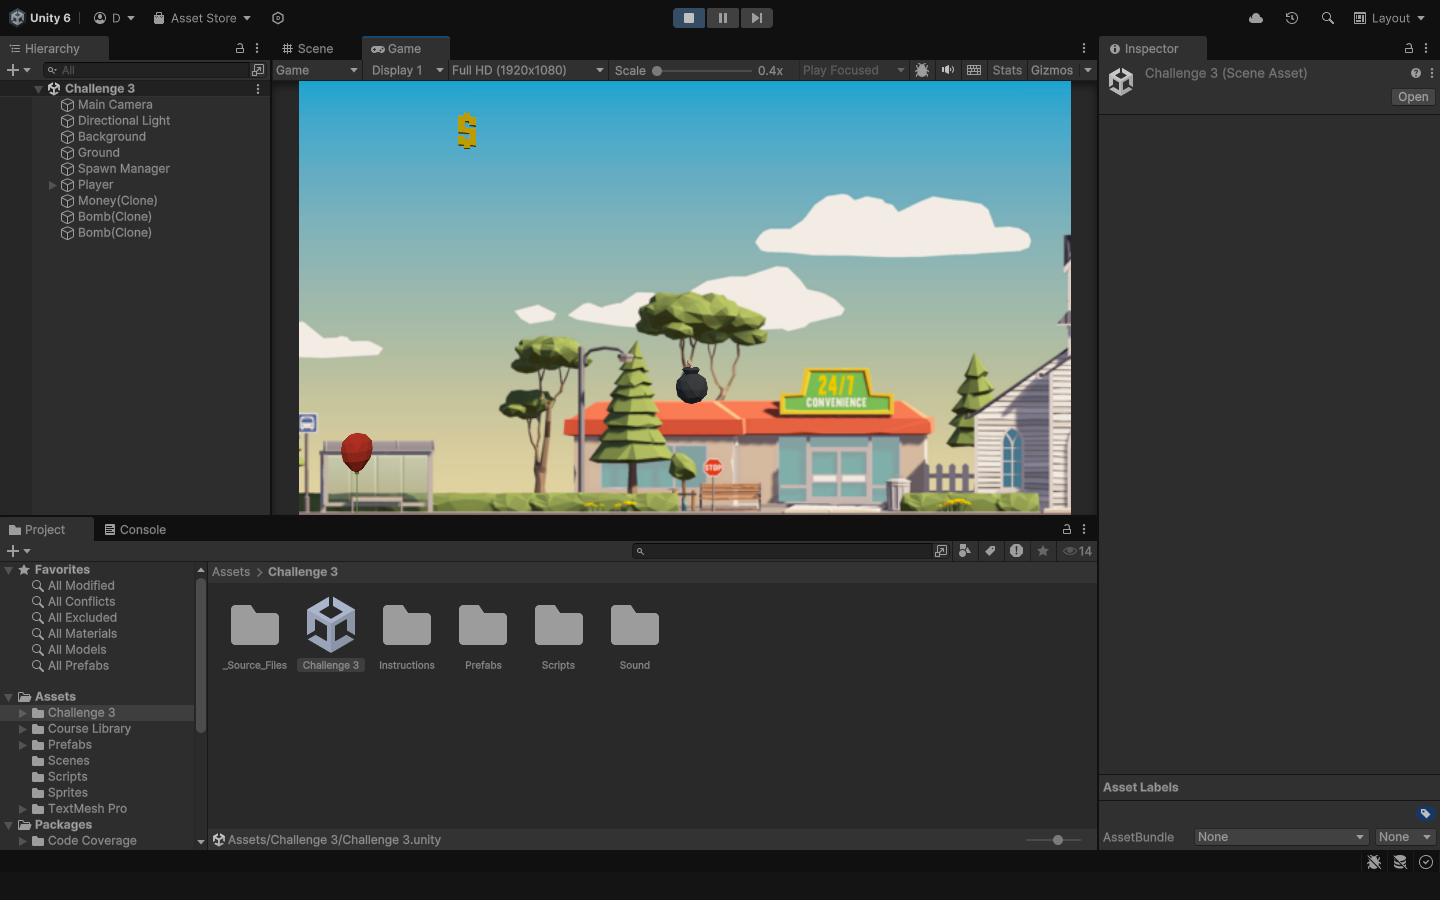 Unity 6
D
Asset Store
Layout
Hierarchy
All
Challenge 3
Main Camera
Directional Light
Background
Ground
Spawn Manager
Player
Money(Clone)
Bomb(Clone)
Bomb(Clone)
Scene
Game
Game
Display 1
Full HD (1920x1080)
Scale
0.4x
Play Focused
Stats
Gizmos
$
24/7
CONVENIENCE
STOP
Inspector
Challenge 3 (Scene Asset)
Open
Project
Console
14
Favorites
All Modified
All Conflicts
All Excluded
All Materials
All Models
All Prefabs
Assets
Challenge 3
Course Library
Prefabs
Scenes
Scripts
Sprites
TextMesh Pro
Packages
Code Coverage
Assets > Challenge 3
_Source_Files
Challenge 3
Instructions
Prefabs
Scripts
Sound
Assets/Challenge 3/Challenge 3.unity
Asset Labels
AssetBundle
None
None